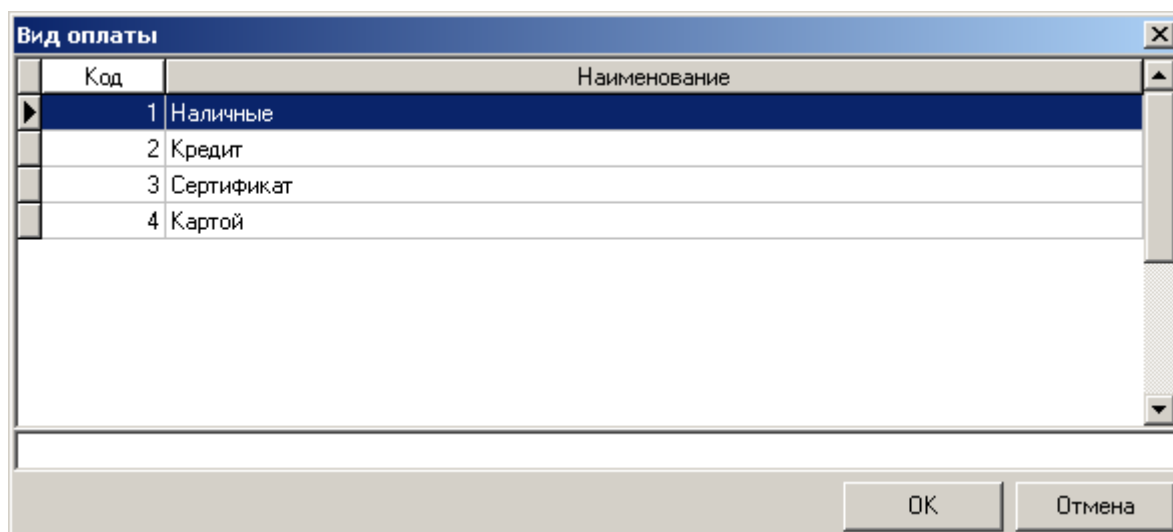 Вид оплаты
Код Наименование
1 Наличные
2 Кредит
3 Сертификат
4 Картой
OK Отмена